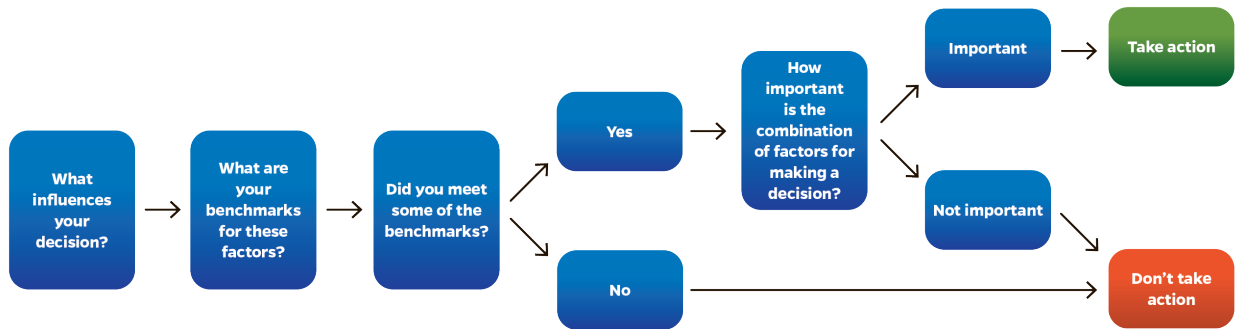 What
influences
your
decision?
What are
your
benchmarks
for these
factors?
Did you meet
some of the
benchmarks?
Yes
No
How
important
is the
combination
of factors for
making a
decision?
Important
Not important
Take action
Don’t take
action